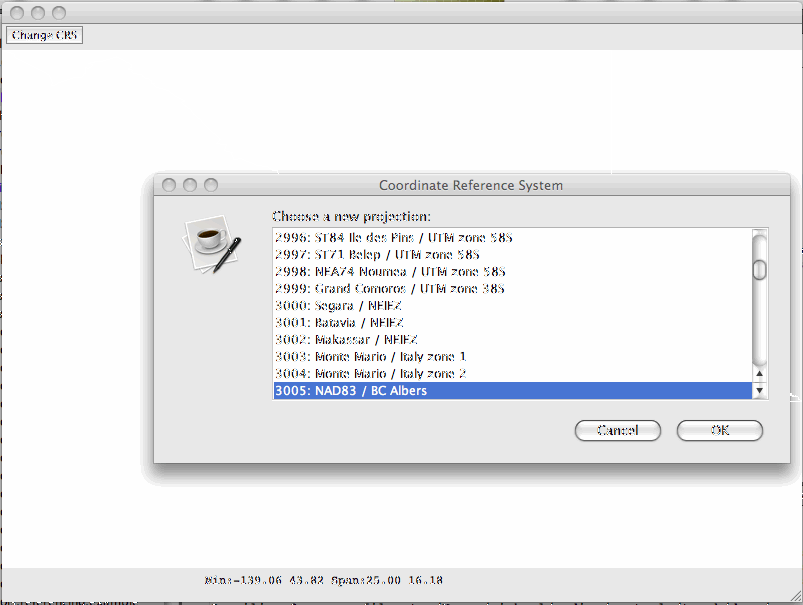 Change CRS
Coordinate Reference System
Choose a new projection:
2996: ST84 Ile des Pins / UTM zone 58S
2997: ST71 Belep / UTM zone 58S
2998: NEA74 Noumea / UTM zone 58S
2999: Grand Comoros / UTM zone 38S
3000: Segara / NEIEZ
3001: Batavia / NEIEZ
3002: Makassar / NEIEZ
3003: Monte Mario / Italy zone 1
3004: Monte Mario / Italy zone 2
3005: NAD83 / BC Albers
Cancel
OK
Min:-139.06 43.82 Span:25.00 16.18